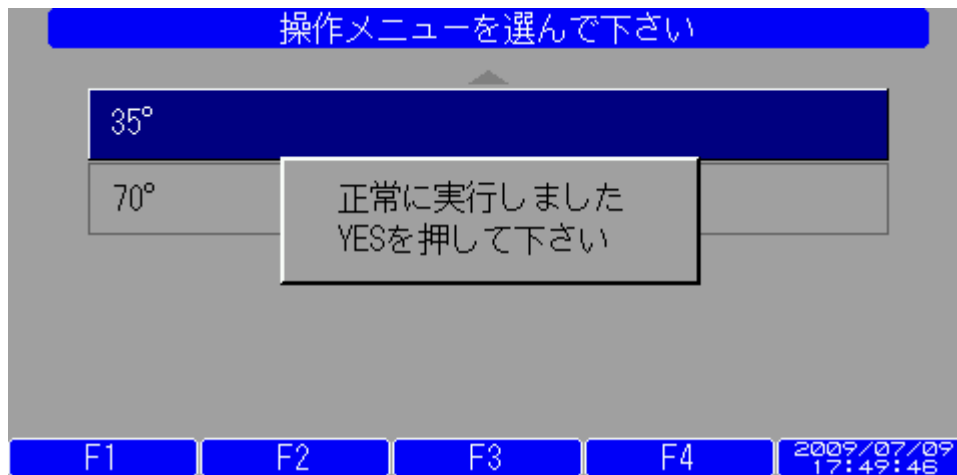 操作メニューを選んで下さい
35°
70°
正常に実行しました
YESを押して下さい
F1
F2
F3
F4
2009/07/09
17:49:46